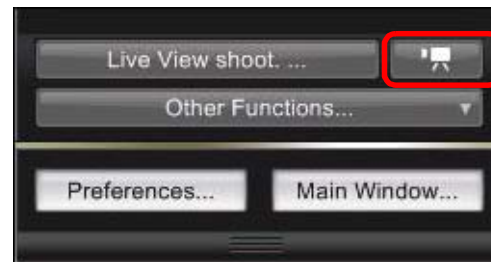 Live View shoot. ...
Other Functions...
Preferences... Main Window...